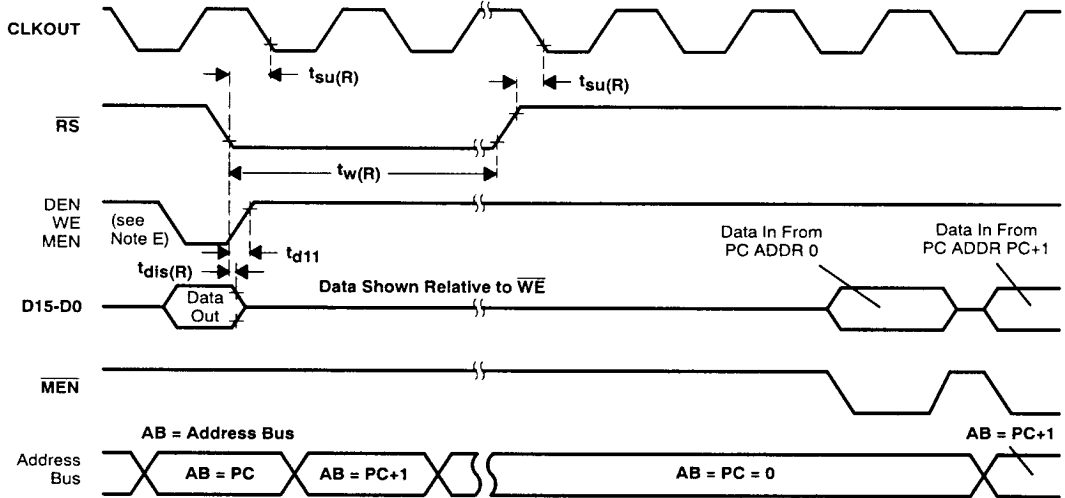 CLKOUT
tsu(R)
tsu(R)
RS
tw(R)
DEN
WE
MEN
(see
Note E)
td11
tdis(R)
Data In From
PC ADDR 0
Data In From
PC ADDR PC+1
D15-D0
Data
Out
Data Shown Relative to WE
MEN
AB = Address Bus
AB = PC+1
Address
Bus
AB = PC
AB = PC+1
AB = PC = 0